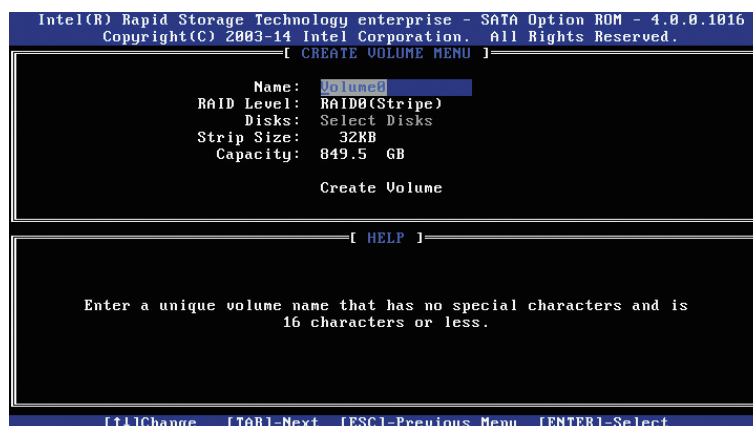 Intel(R) Rapid Storage Technology enterprise - SATA Option ROM - 4.0.0.1016
Copyright(C) 2003-14 Intel Corporation. All Rights Reserved.
[ CREATE VOLUME MENU ]
Name: Volume0
RAID Level: RAID0(Stripe)
Disks: Select Disks
Strip Size: 32KB
Capacity: 849.5 GB
Create Volume
[ HELP ]
Enter a unique volume name that has no special characters and is
16 characters or less.
[↑↓]Change [TAB]-Next [ESC]-Previous Menu [ENTER]-Select